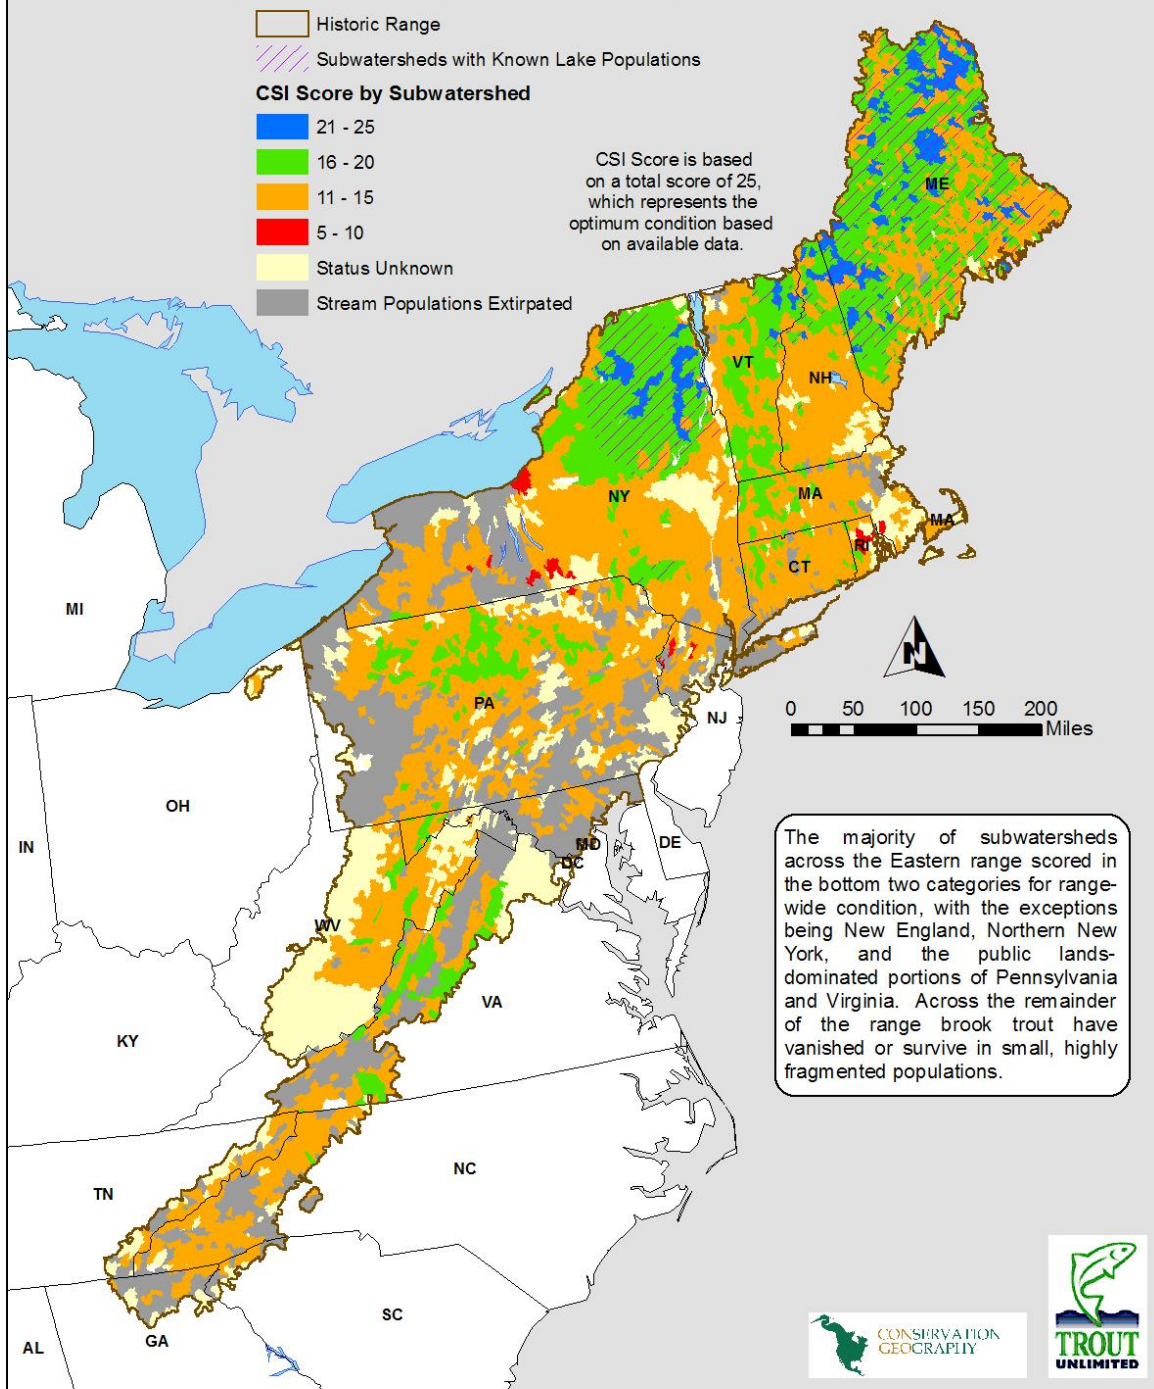 Historic Range
Subwatersheds with Known Lake Populations
CSI Score by Subwatershed
21 - 25
16 - 20
11 - 15
5 - 10
Status Unknown
Stream Populations Extirpated
CSI Score is based
on a total score of 25,
which represents the
optimum condition based
on available data.
ME
VT
NH
NY
MA
MA
CT
RI
MI
N
0 50 100 150 200
Miles
PA
NJ
OH
IN
MD
DC
DE
WV
VA
KY
The majority of subwatersheds
across the Eastern range scored in
the bottom two categories for range-
wide condition, with the exceptions
being New England, Northern New
York, and the public lands-
dominated portions of Pennsylvania
and Virginia. Across the remainder
of the range brook trout have
vanished or survive in small, highly
fragmented populations.
NC
TN
SC
GA
AL
CONSERVATION
GEOGRAPHY
TROUT
UNLIMITED